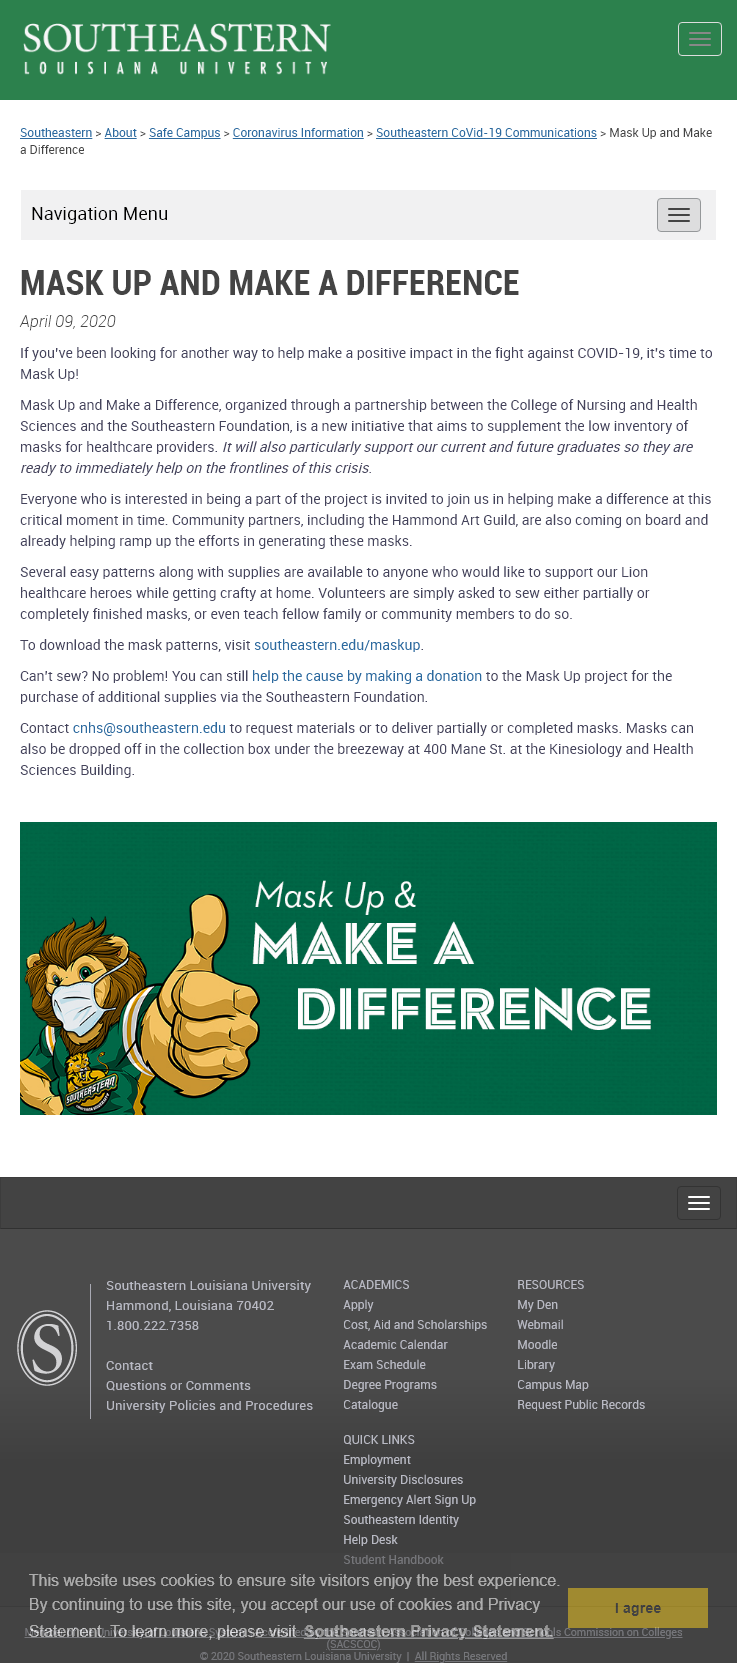 SOUTHEASTERN
LOUISIANA UNIVERSITY
Southeastern > About > Safe Campus > Coronavirus Information > Southeastern CoVid-19 Communications > Mask Up and Make
a Difference
Navigation Menu
MASK UP AND MAKE A DIFFERENCE
April 09, 2020
If you've been looking for another way to help make a positive impact in the fight against COVID-19, it's time to
Mask Up!
Mask Up and Make a Difference, organized through a partnership between the College of Nursing and Health
Sciences and the Southeastern Foundation, is a new initiative that aims to supplement the low inventory of
masks for healthcare providers. It will also particularly support our current and future graduates so they are
ready to immediately help on the frontlines of this crisis.
Everyone who is interested in being a part of the project is invited to join us in helping make a difference at this
critical moment in time. Community partners, including the Hammond Art Guild, are also coming on board and
already helping ramp up the efforts in generating these masks.
Several easy patterns along with supplies are available to anyone who would like to support our Lion
healthcare heroes while getting crafty at home. Volunteers are simply asked to sew either partially or
completely finished masks, or even teach fellow family or community members to do so.
To download the mask patterns, visit southeastern.edu/maskup.
Can't sew? No problem! You can still help the cause by making a donation to the Mask Up project for the
purchase of additional supplies via the Southeastern Foundation.
Contact cnhs@southeastern.edu to request materials or to deliver partially or completed masks. Masks can
also be dropped off in the collection box under the breezeway at 400 Mane St. at the Kinesiology and Health
Sciences Building.
Mask Up &
MAKE A
DIFFERENCE
SOUTHEASTERN
S
Southeastern Louisiana University
Hammond, Louisiana 70402
1.800.222.7358
Contact
Questions or Comments
University Policies and Procedures
ACADEMICS
Apply
Cost, Aid and Scholarships
Academic Calendar
Exam Schedule
Degree Programs
Catalogue
QUICK LINKS
Employment
University Disclosures
Emergency Alert Sign Up
Southeastern Identity
Help Desk
Student Handbook
RESOURCES
My Den
Webmail
Moodle
Library
Campus Map
Request Public Records
This website uses cookies to ensure site visitors enjoy the best experience.
By continuing to use this site, you accept our use of cookies and Privacy
Statement. To learn more, please visit Southeastern Privacy Statement.
I agree
Commission on Colleges
(SACSCOC)
© 2020 Southeastern Louisiana University | All Rights Reserved